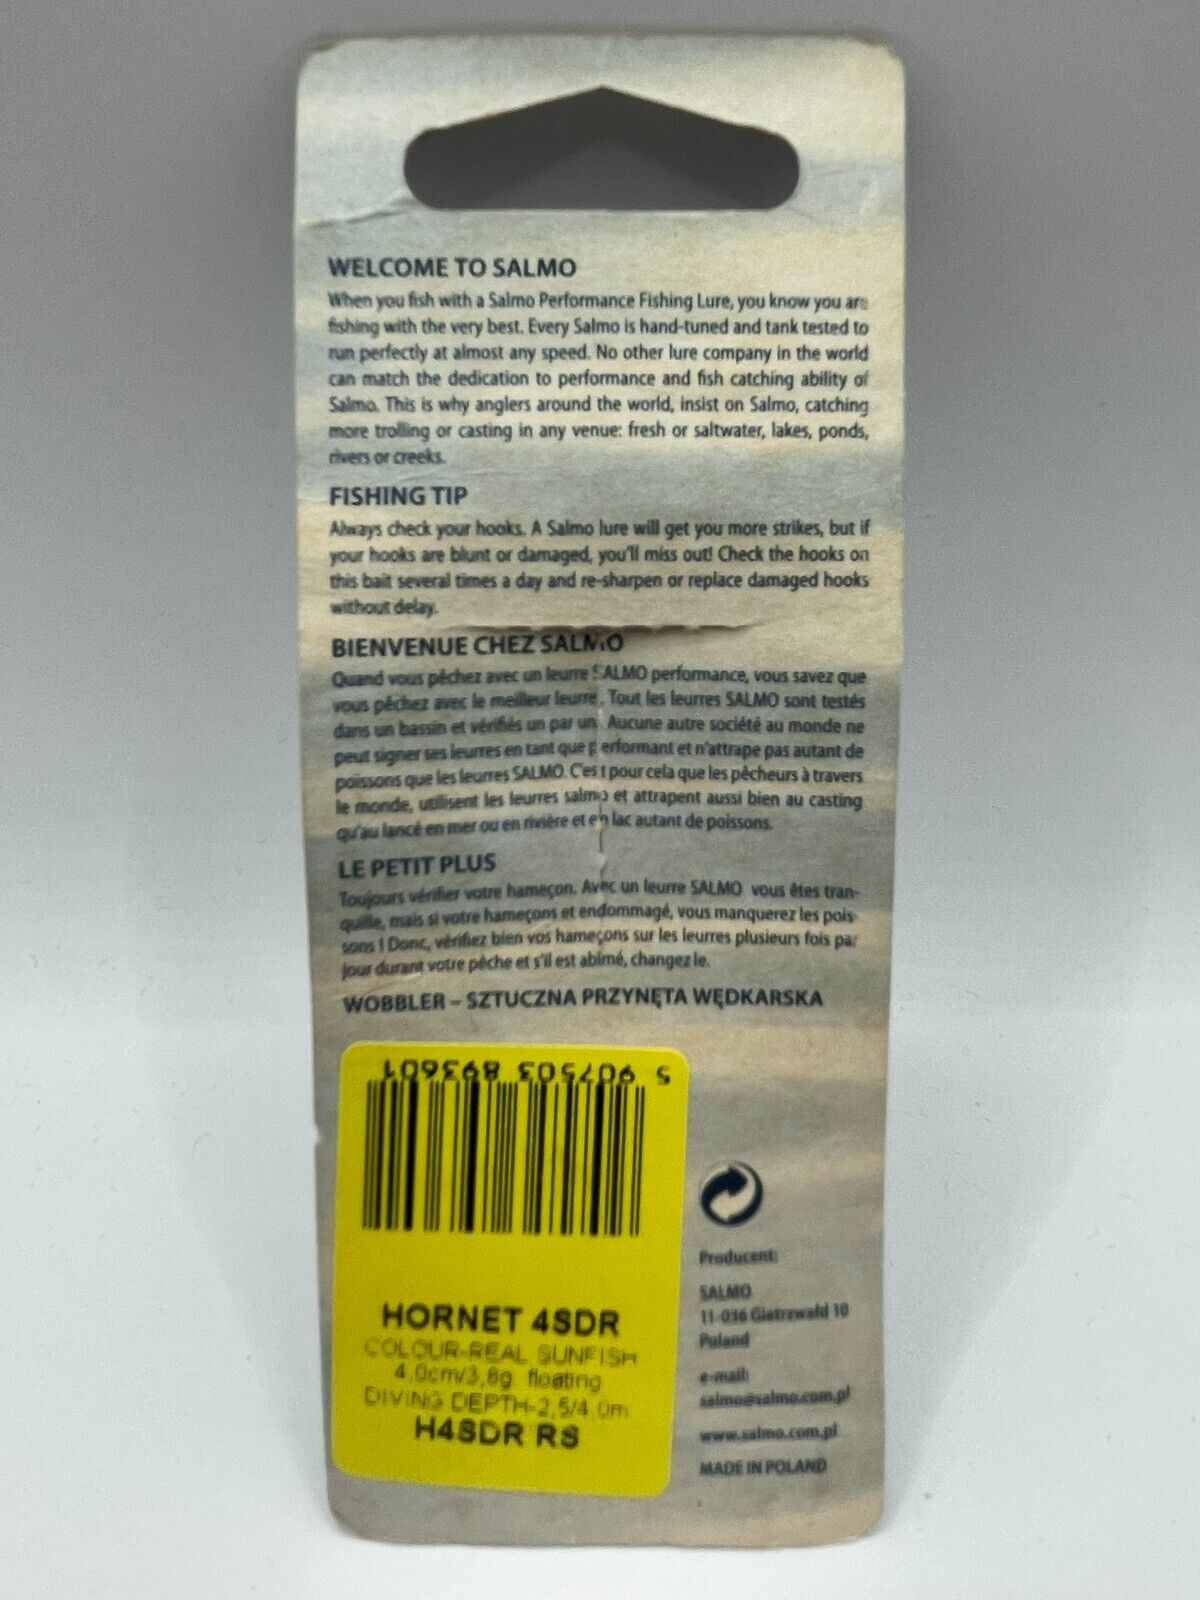 WELCOME TO SALMO
When you fish with a Salmo Performance Fishing Lure, you know you are
fishing with the very best. Every Salmo is hand-tuned and tank tested to
run perfectly at almost any speed. No other lure company in the world
can match the dedication to performance and fish catching ability of
Salmo. This is why anglers around the world, insist on Salmo, catching
more trolling or casting in any venue: fresh or saltwater, lakes, ponds,
rivers or creeks.
FISHING TIP
Always check your hooks. A Salmo lure will get you more strikes, but if
your hooks are blunt or damaged, you'll miss out! Check the hooks on
this bait several times a day and re-sharpen or replace damaged hooks
without delay.
BIENVENUE CHEZ SALMO
Quand vous pêchez avec un leurre SALMO performance, vous savez que
vous pêchez avec le meilleur leurre. Tout les leurres SALMO sont testés
dans un bassin et vérifiés un par un. Aucune autre société au monde ne
peut signer ses leurres en tant que performant et n'attrape pas autant de
poissons que les leurres SALMO. C'est pour cela que les pêcheurs à travers
le monde, utilisent les leurres salmo et attrapent aussi bien au casting
qu'au lancé en mer ou en rivière et en lac autant de poissons.
LE PETIT PLUS
Toujours vérifier votre hameçon. Avec un leurre SALMO vous êtes tran-
quille, mais si votre hameçons et endommagé, vous manquerez les pois-
sons ! Donc, vérifiez bien vos hameçons sur les leurres plusieurs fois par
jour durant votre pêche et s'il est abîmé, changez le.
WOBBLER – SZTUCZNA PRZYNĘTA WĘDKARSKA
5 907503 893601
HORNET 4SDR
COLOUR-REAL SUNFISH
4,0cm/3,6g floating
DIVING DEPTH-2,5/4,0m
H4SDR RS
Producent:
SALMO
11-036 Gietrzwałd 10
Poland
e-mail:
salmo@salmo.com.pl
www.salmo.com.pl
MADE IN POLAND